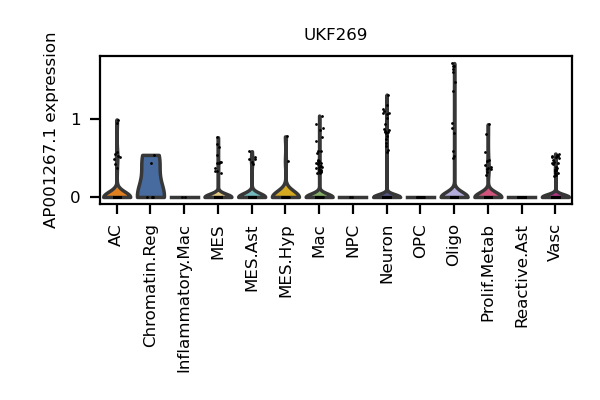 UKF269
AP001267.1 expression
1
0
AC
Chromatin.Reg
Inflammatory.Mac
MES
MES.Ast
MES.Hyp
Mac
NPC
Neuron
OPC
Oligo
Prolif.Metab
Reactive.Ast
Vasc